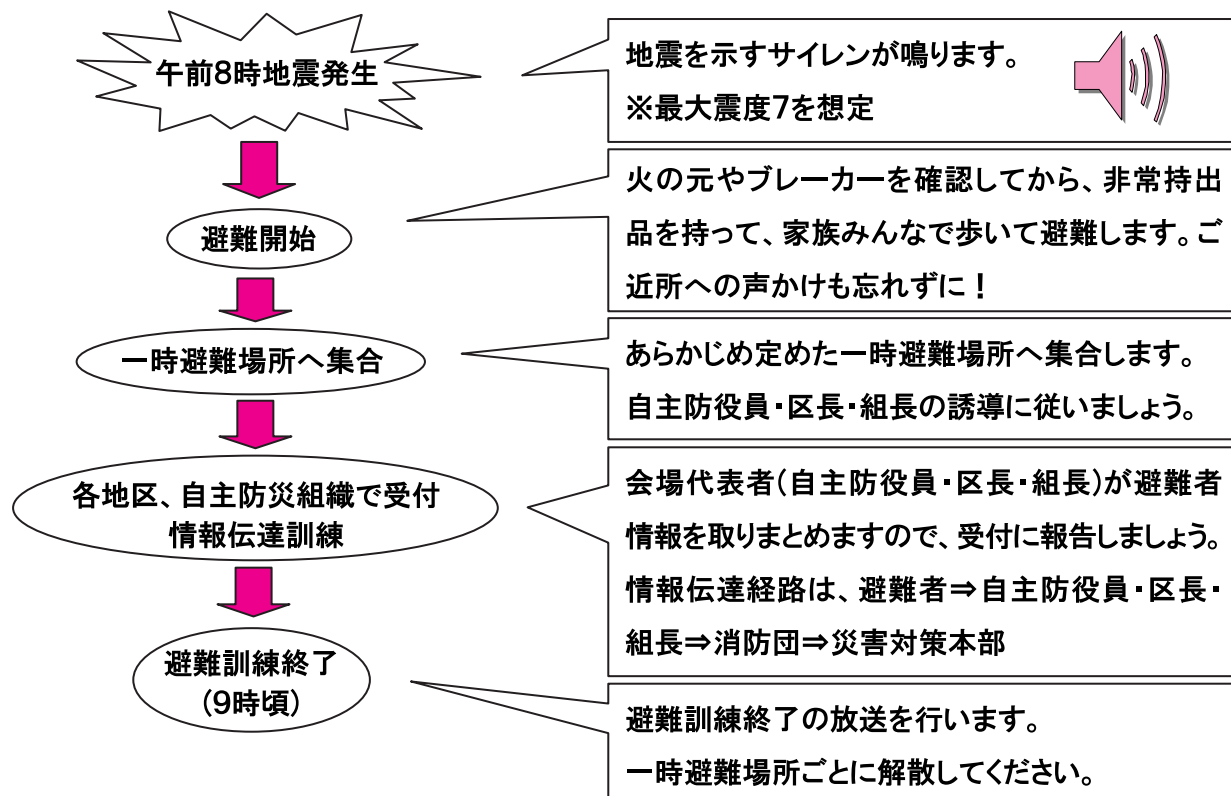 午前8時地震発生
地震を示すサイレンが鳴ります。
※最大震度7を想定
避難開始
火の元やブレーカーを確認してから、非常持出
品を持って、家族みんなで歩いて避難します。ご
近所への声かけも忘れずに！
一時避難場所へ集合
あらかじめ定めた一時避難場所へ集合します。
自主防役員・区長・組長の誘導に従いましょう。
各地区、自主防災組織で受付
情報伝達訓練
会場代表者(自主防役員・区長・組長)が避難者
情報を取りまとめますので、受付に報告しましょう。
情報伝達経路は、避難者⇒自主防役員・区長・
組長⇒消防団⇒災害対策本部
避難訓練終了
(9時頃)
避難訓練終了の放送を行います。
一時避難場所ごとに解散してください。